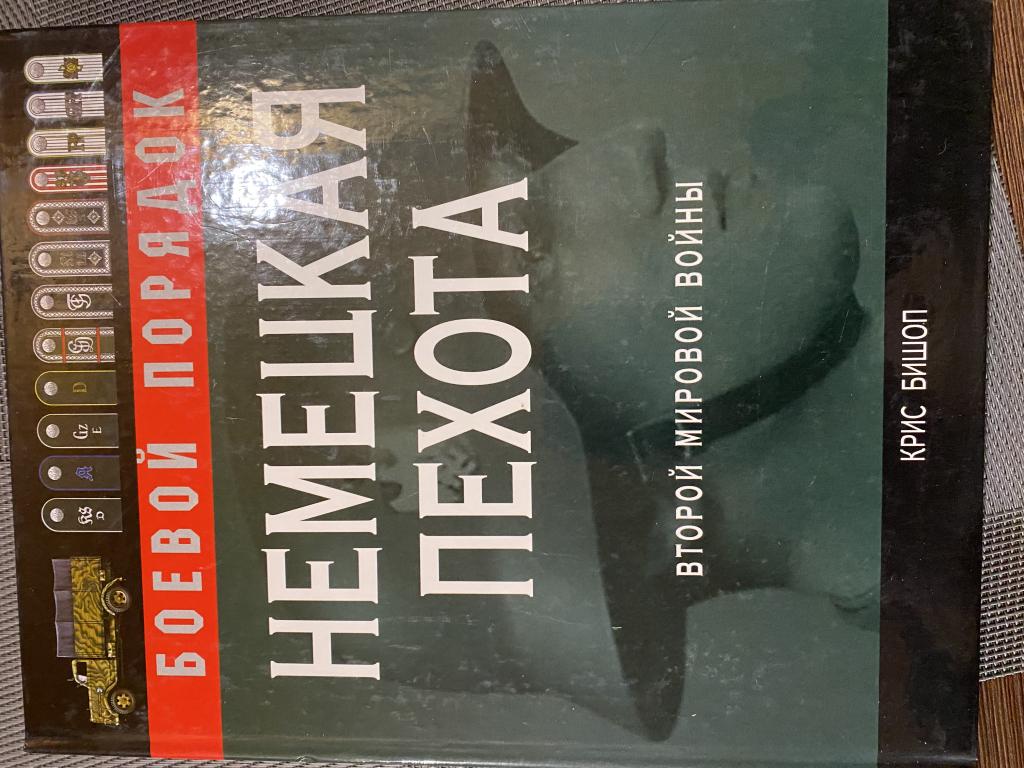 БОЕВОЙ ПОРЯДОК
НЕМЕЦКАЯ
ПЕХОТА
ВТОРОЙ МИРОВОЙ ВОЙНЫ
КРИС БИШОП